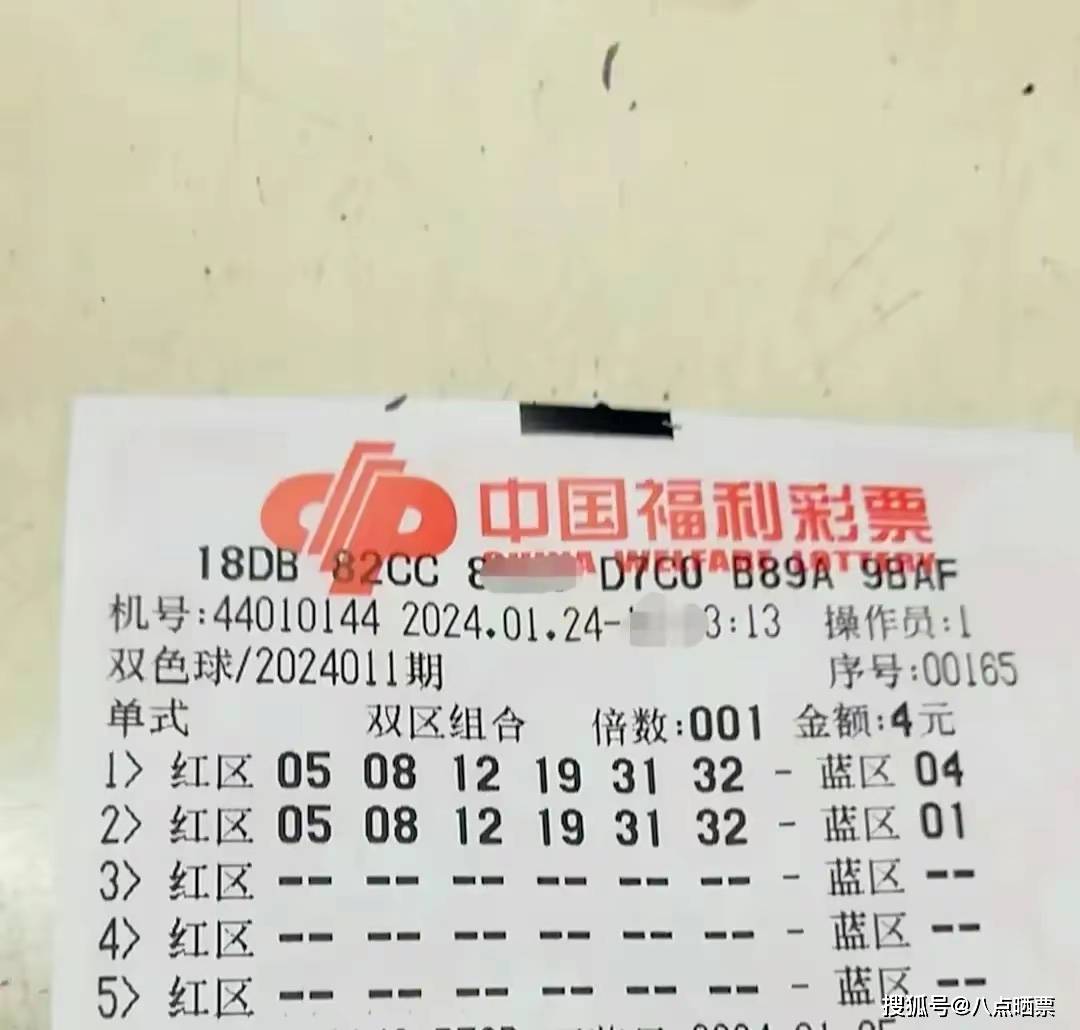 中国福利彩票
CHINA WELFARE LOTTERY
18DB 82CC 8 D7C0 B89A 9BAF
机号:44010144 2024.01.24- 3:13 操作员:1
双色球/2024011期 序号:00165
单式 双区组合 倍数:001 金额:4元
1> 红区 05 08 12 19 31 32 - 蓝区 04
2> 红区 05 08 12 19 31 32 - 蓝区 01
3> 红区 -- -- -- -- -- -- - 蓝区 --
4> 红区 -- -- -- -- -- -- - 蓝区 --
5> 红区 -- -- -- -- -- -- - 蓝区 --
搜狐号@八点晒票